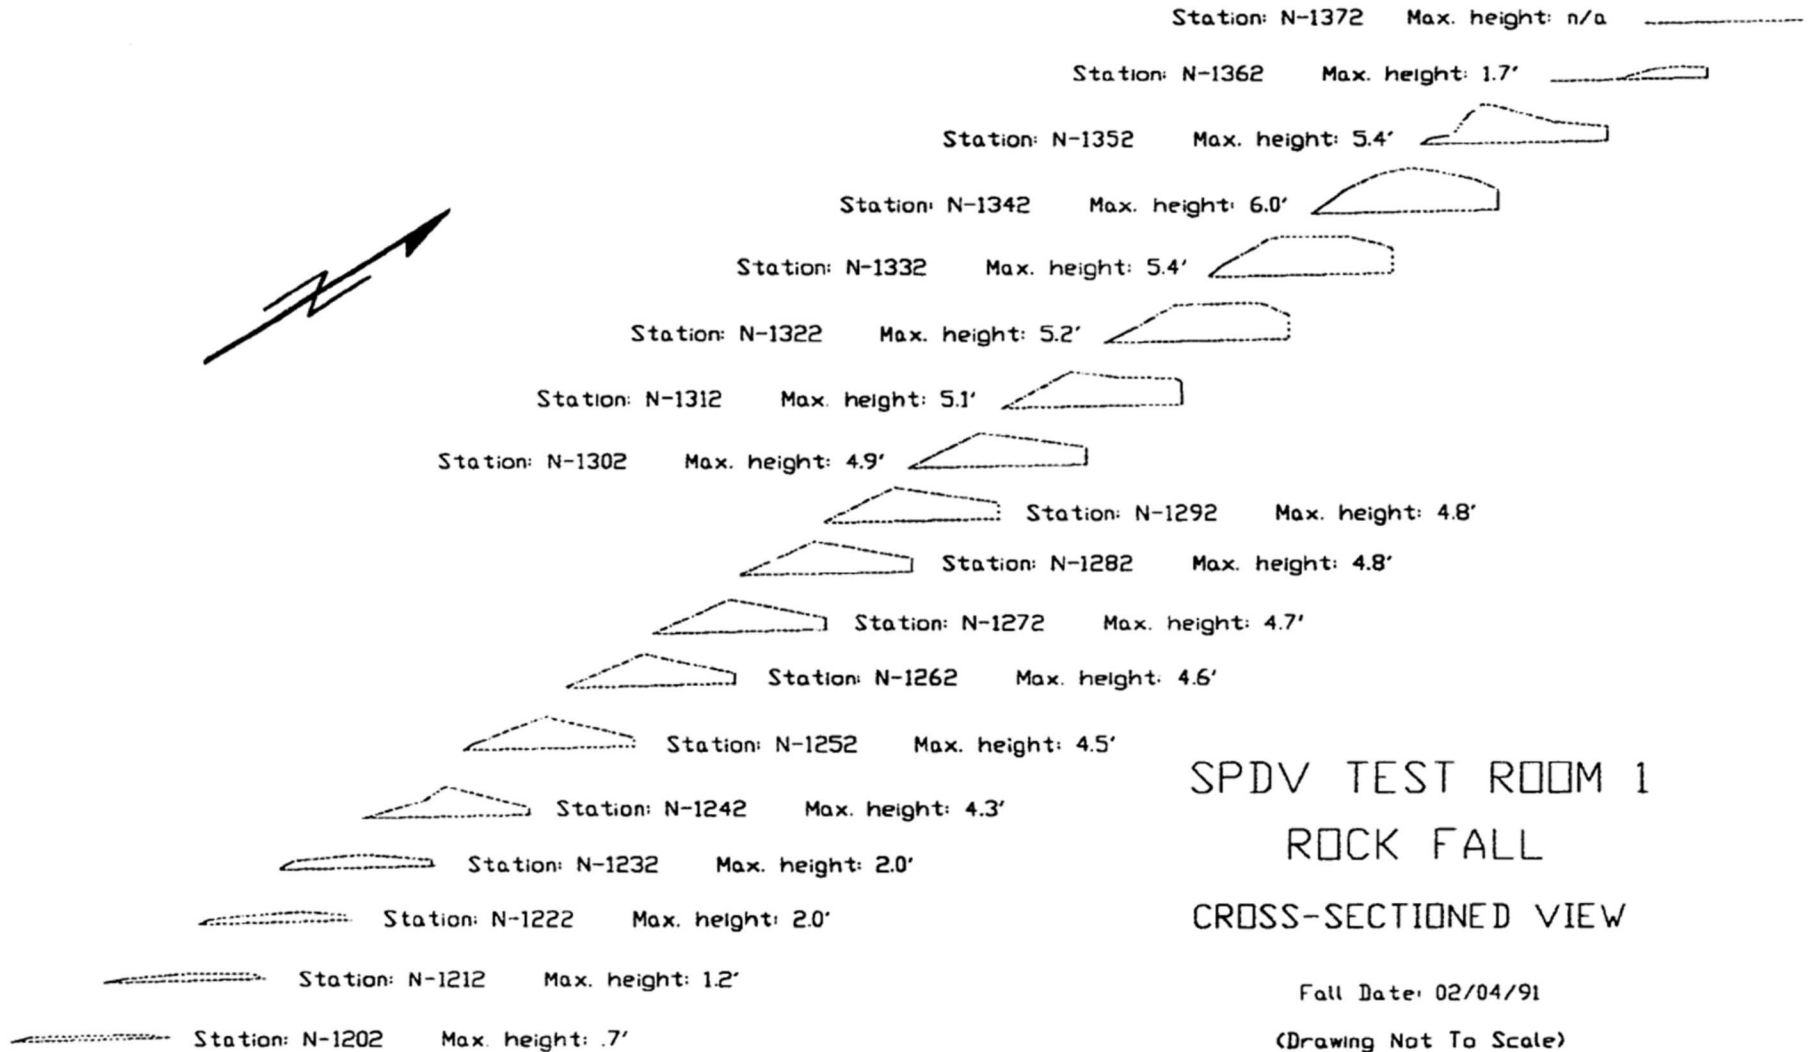 Station: N-1372 Max. height: n/a
Station: N-1362 Max. height: 1.7'
Station: N-1352 Max. height: 5.4'
Station: N-1342 Max. height: 6.0'
Station: N-1332 Max. height: 5.4'
Station: N-1322 Max. height: 5.2'
Station: N-1312 Max. height: 5.1'
Station: N-1302 Max. height: 4.9'
Station: N-1292 Max. height: 4.8'
Station: N-1282 Max. height: 4.8'
Station: N-1272 Max. height: 4.7'
Station: N-1262 Max. height: 4.6'
Station: N-1252 Max. height: 4.5'
Station: N-1242 Max. height: 4.3'
Station: N-1232 Max. height: 2.0'
Station: N-1222 Max. height: 2.0'
Station: N-1212 Max. height: 1.2'
Station: N-1202 Max. height: .7'
SPDV TEST ROOM 1
ROCK FALL
CROSS-SECTIONED VIEW
Fall Date: 02/04/91
(Drawing Not To Scale)